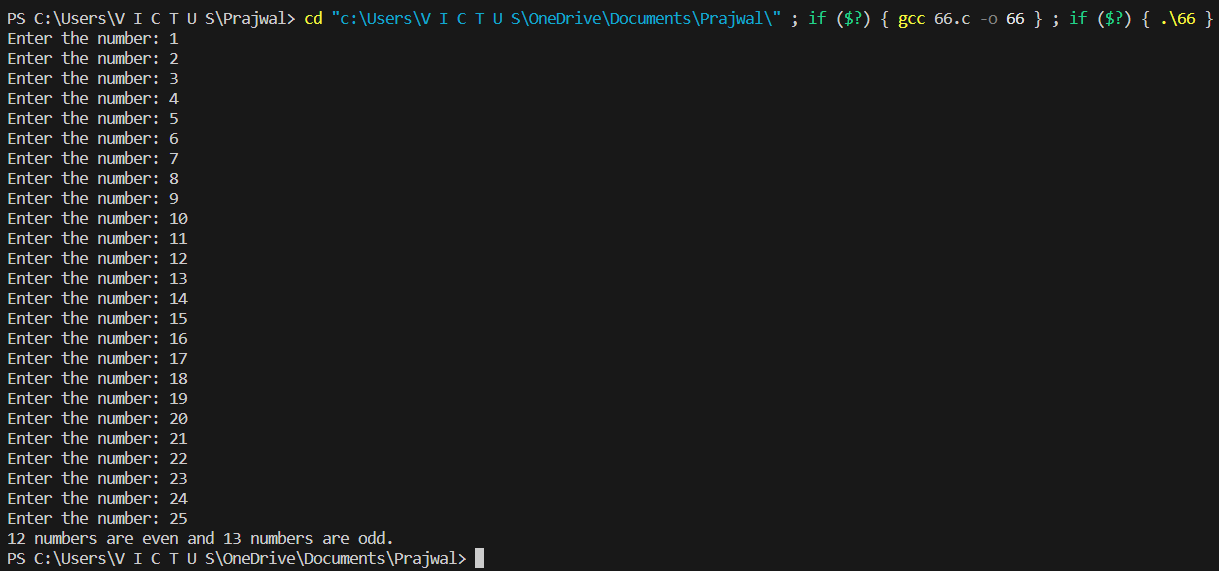 PS C:\Users\V I C T U S\Prajwal> cd "c:\Users\V I C T U S\OneDrive\Documents\Prajwal\" ; if ($?) { gcc 66.c -o 66 } ; if ($?) { .\66 }
Enter the number: 1
Enter the number: 2
Enter the number: 3
Enter the number: 4
Enter the number: 5
Enter the number: 6
Enter the number: 7
Enter the number: 8
Enter the number: 9
Enter the number: 10
Enter the number: 11
Enter the number: 12
Enter the number: 13
Enter the number: 14
Enter the number: 15
Enter the number: 16
Enter the number: 17
Enter the number: 18
Enter the number: 19
Enter the number: 20
Enter the number: 21
Enter the number: 22
Enter the number: 23
Enter the number: 24
Enter the number: 25
12 numbers are even and 13 numbers are odd.
PS C:\Users\V I C T U S\OneDrive\Documents\Prajwal>